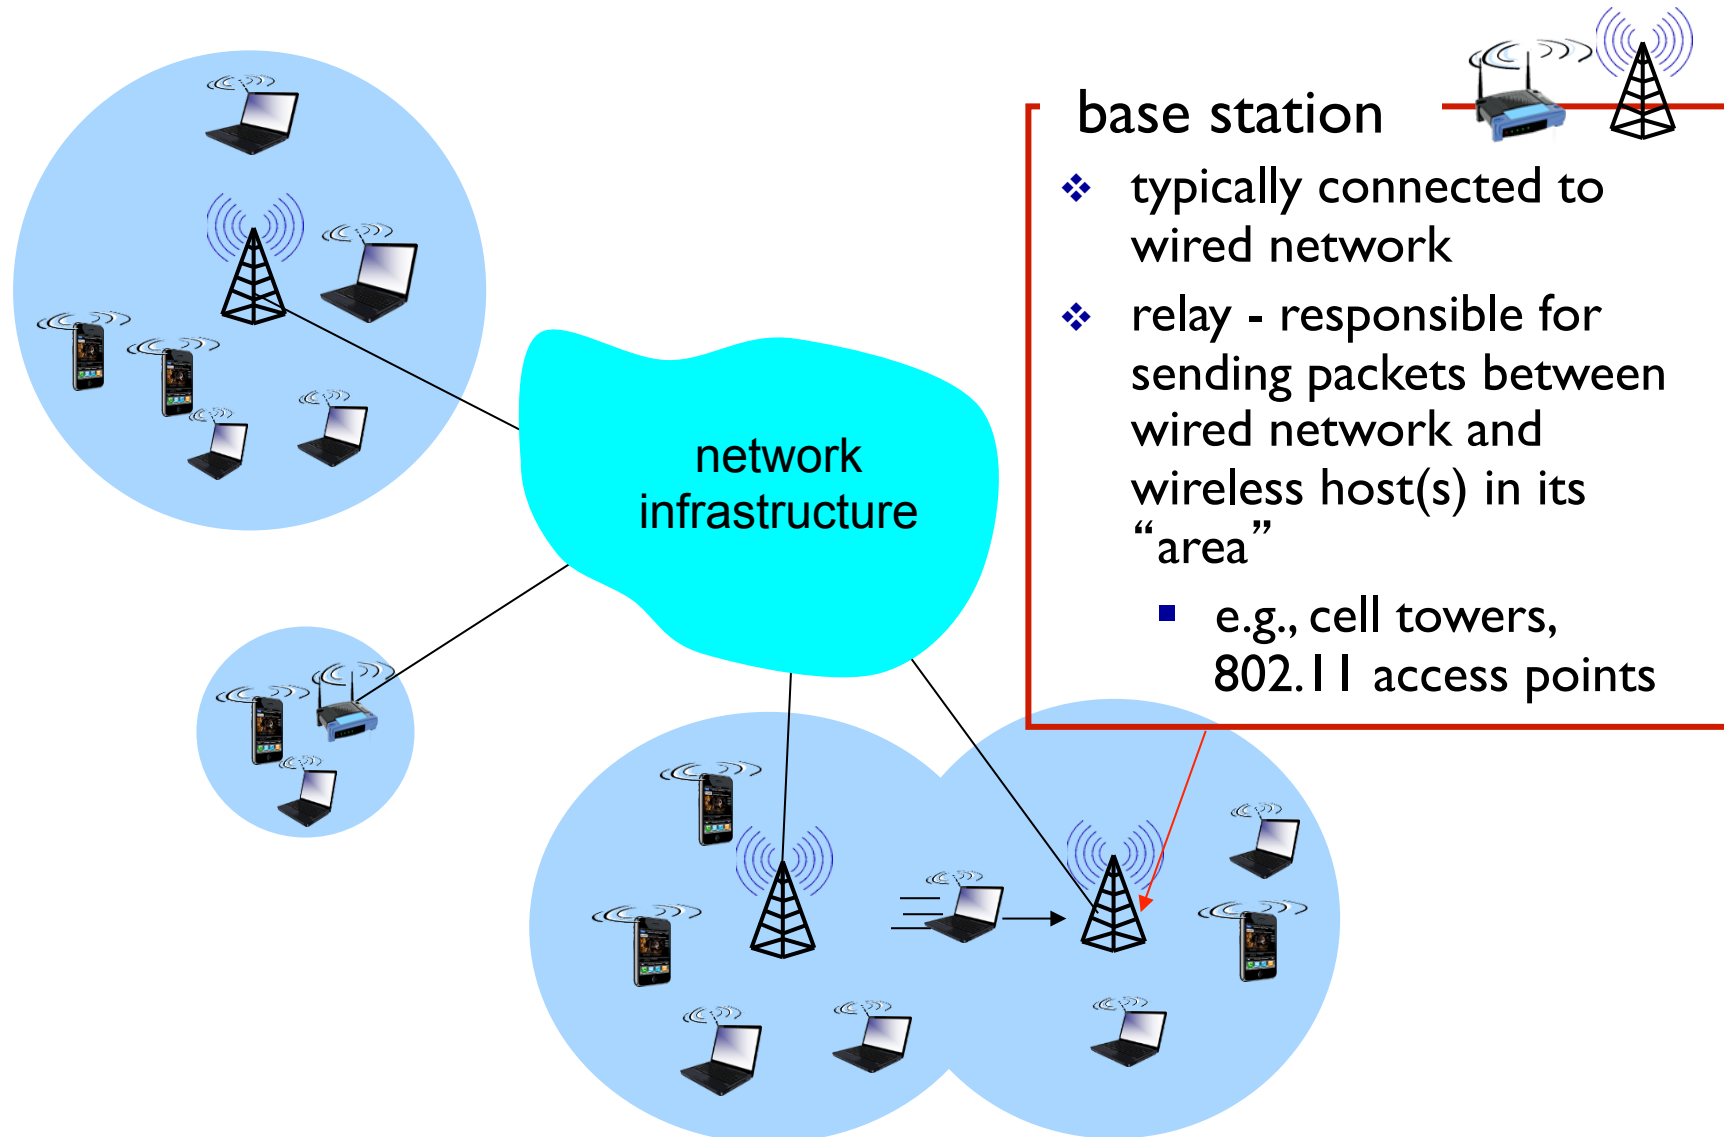 base station
❖ typically connected to
wired network
❖ relay - responsible for
sending packets between
wired network and
wireless host(s) in its
“area”
▪ e.g., cell towers,
802.11 access points
network
infrastructure